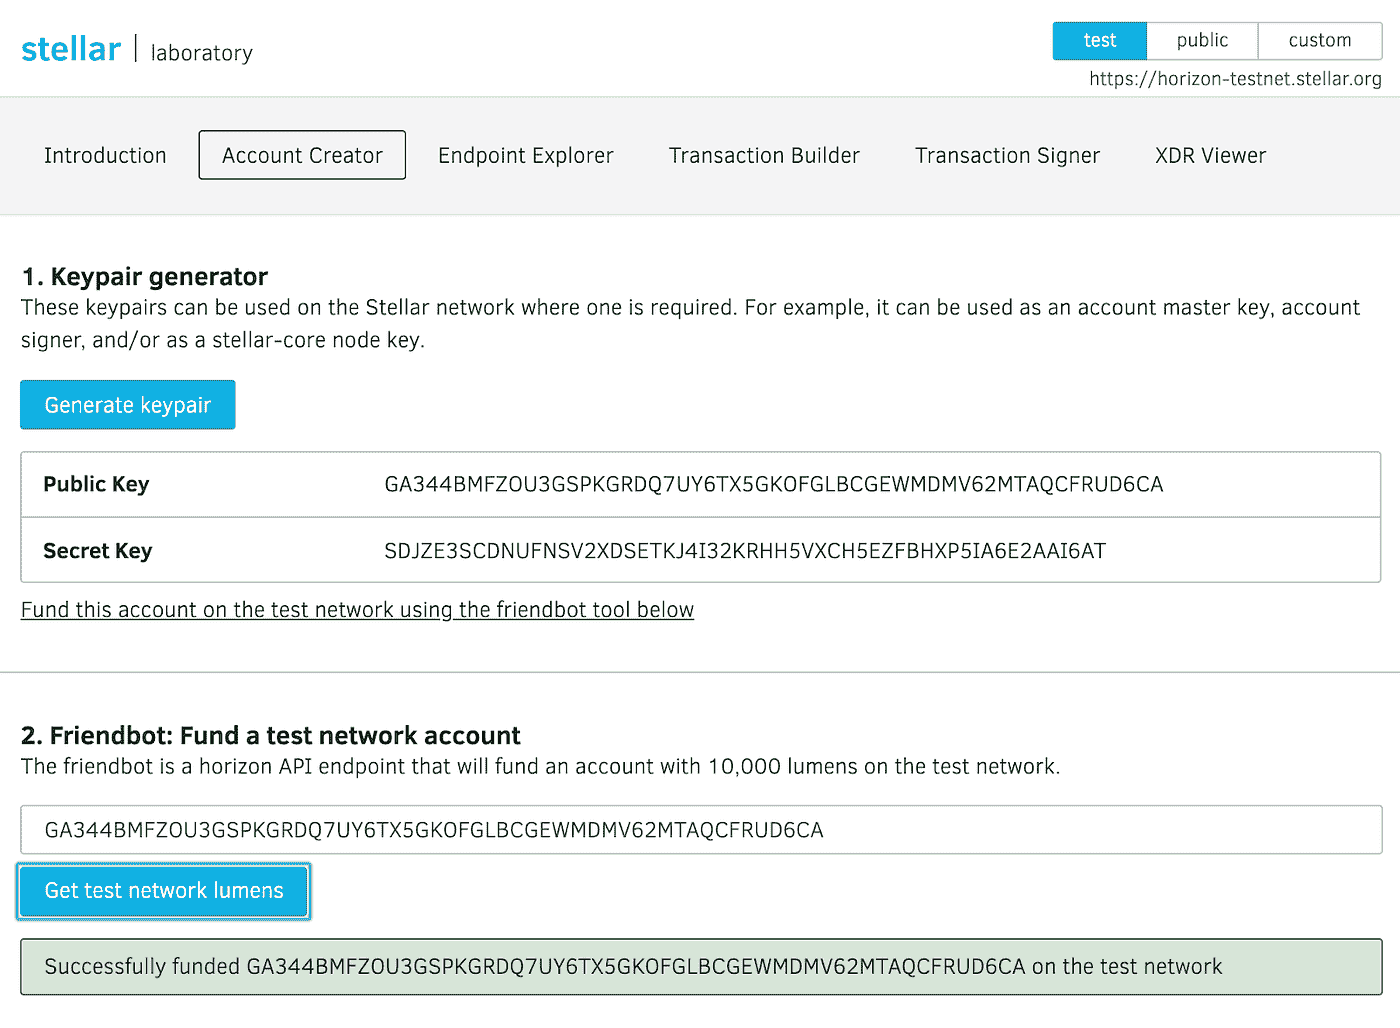 stellar | laboratory
test public custom
https://horizon-testnet.stellar.org
Introduction Account Creator Endpoint Explorer Transaction Builder Transaction Signer XDR Viewer
1. Keypair generator
These keypairs can be used on the Stellar network where one is required. For example, it can be used as an account master key, account
signer, and/or as a stellar-core node key.
Generate keypair
Public Key GA344BMFZOU3GSPKGRDQ7UY6TX5GKOFGLBCGEWMDMV62MTAQCFRUD6CA
Secret Key SDJZE3SCDNUFNSV2XDSETKJ4I32KRHH5VXCH5EZFBHXP5IA6E2AAI6AT
Fund this account on the test network using the friendbot tool below
2. Friendbot: Fund a test network account
The friendbot is a horizon API endpoint that will fund an account with 10,000 lumens on the test network.
GA344BMFZOU3GSPKGRDQ7UY6TX5GKOFGLBCGEWMDMV62MTAQCFRUD6CA
Get test network lumens
Successfully funded GA344BMFZOU3GSPKGRDQ7UY6TX5GKOFGLBCGEWMDMV62MTAQCFRUD6CA on the test network